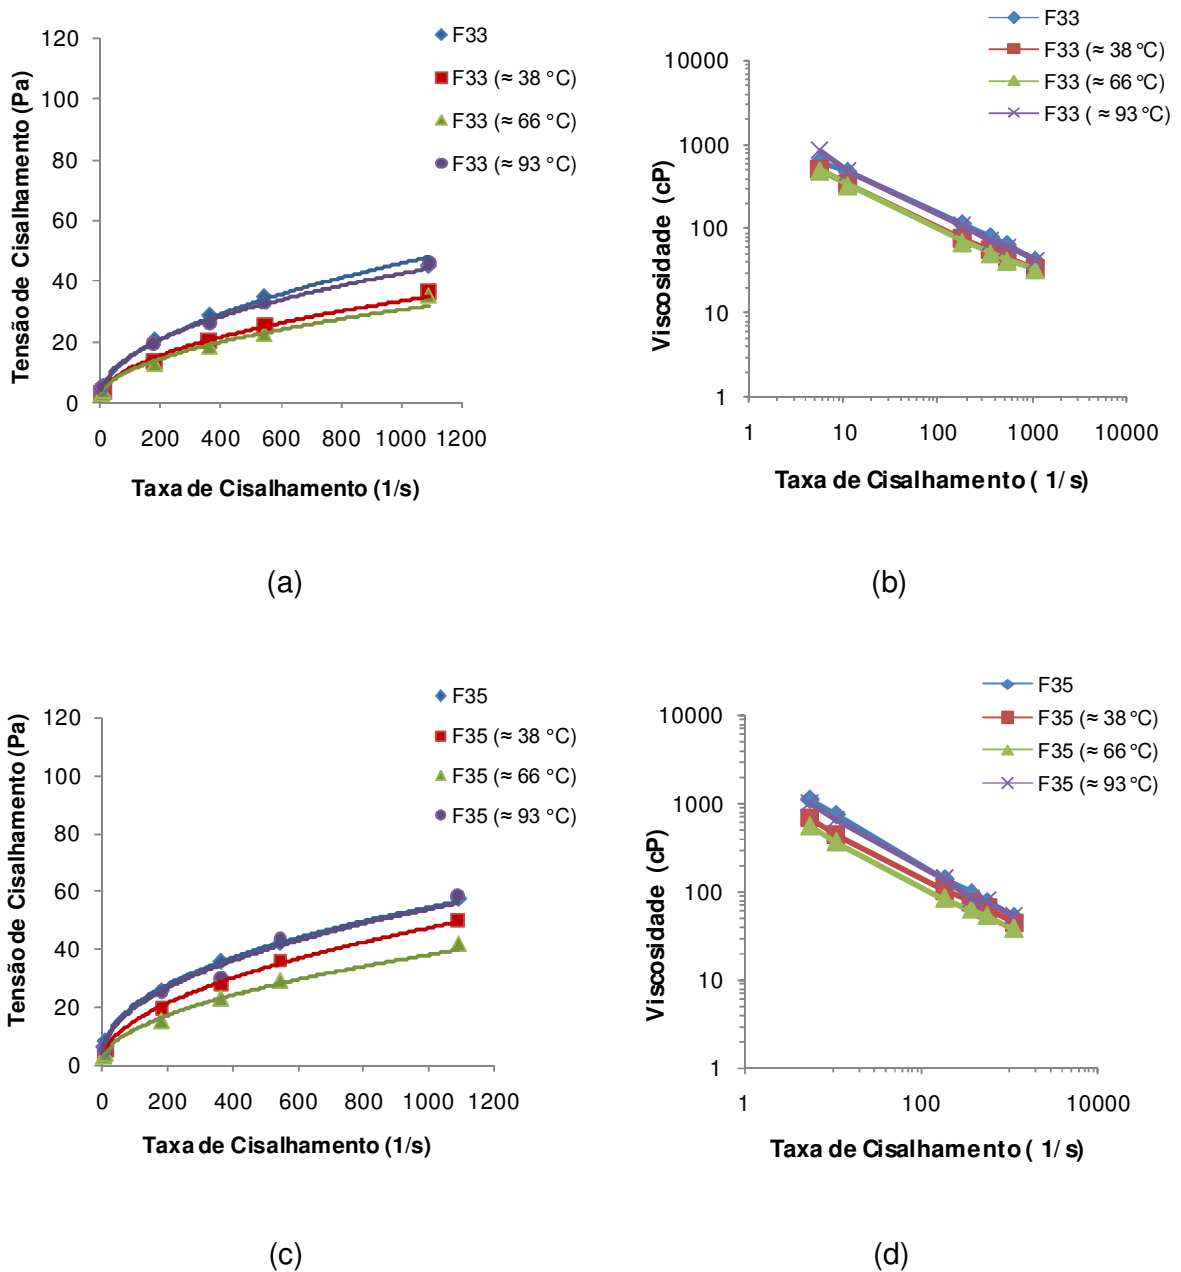 F33
F33 (≈ 38 °C)
F33 (≈ 66 °C)
F33 (≈ 93 °C)
120
100
80
60
40
20
0
0 200 400 600 800 1000 1200
Tensão de Cisalhamento (Pa)
Taxa de Cisalhamento (1/s)
(a)
F33
F33 (≈ 38 °C)
F33 (≈ 66 °C)
F33 ( ≈ 93 °C)
10000
1000
100
10
1
1 10 100 1000 10000
Viscosidade (cP)
Taxa de Cisalhamento ( 1/ s)
(b)
F35
F35 (≈ 38 °C)
F35 (≈ 66 °C)
F35 (≈ 93 °C)
120
100
80
60
40
20
0
0 200 400 600 800 1000 1200
Tensão de Cisalhamento (Pa)
Taxa de Cisalhamento (1/s)
(c)
F35
F35 (≈ 38 °C)
F35 (≈ 66 °C)
F35 (≈ 93 °C)
10000
1000
100
10
1
1 100 10000
Viscosidade (cP)
Taxa de Cisalhamento ( 1/ s)
(d)